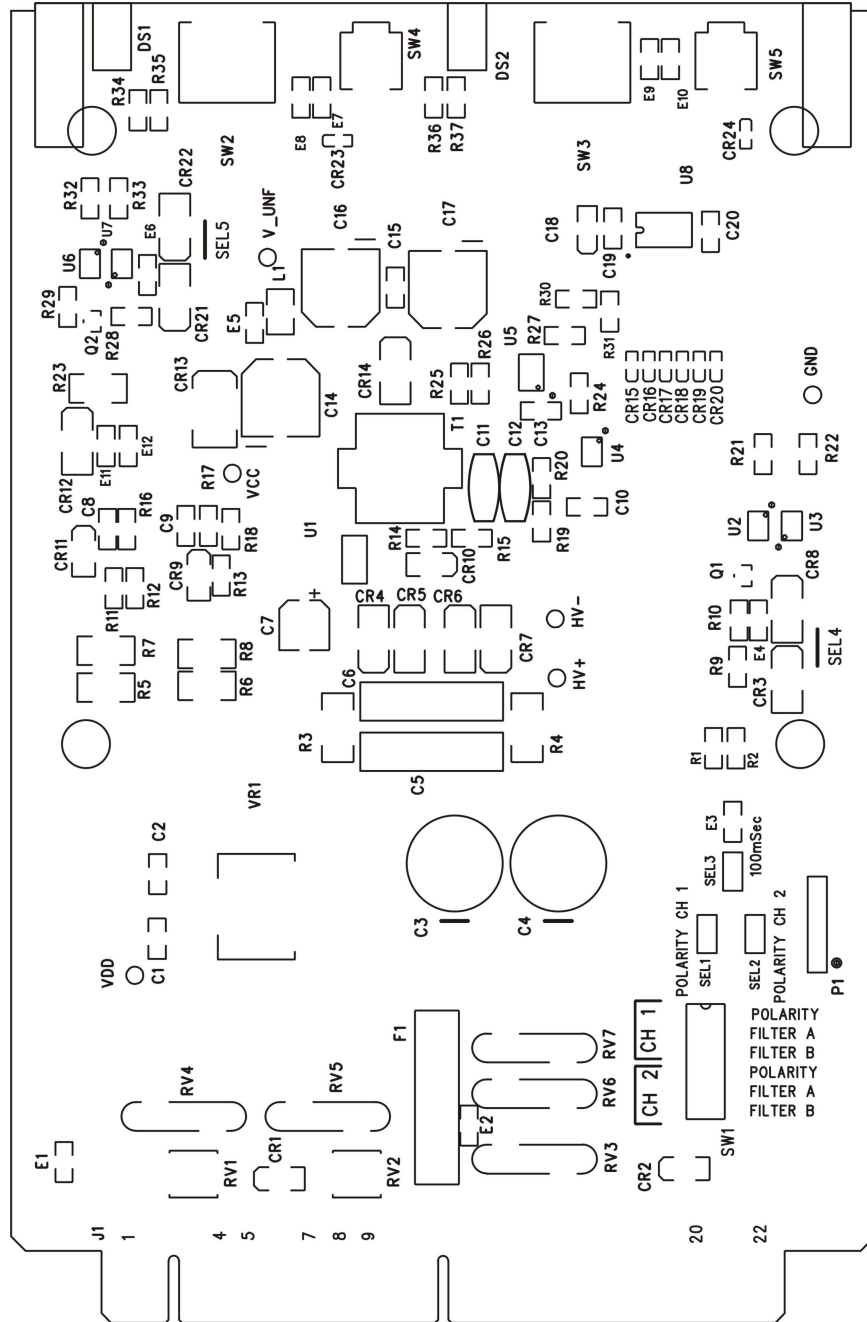 DS1
SW4
DS2
SW5
R34
R35
E8
E7
R36
R37
E9
E10
SW2
CR23
SW3
CR24
R32
R33
CR22
U8
U7
E6
SEL5
V_UNF
C16
C17
C18
C19
C20
U6
C15
R29
Q2
R28
CR21
E5
L1
R30
R27
R31
U5
R26
R25
R23
CR13
CR14
C14
CR15
CR16
CR17
CR18
CR19
CR20
GND
R24
C13
CR12
E11
E12
T1
C11
C12
U4
R21
R22
R17
VCC
R20
C8
R16
C9
R18
C10
R19
CR11
U1
R14
R15
U2
U3
CR9
R13
CR10
Q1
CR8
R11
R12
C7
+
CR4
CR5
CR6
CR7
HV-
R10
E4
SEL4
R7
R8
R9
CR3
R5
R6
C6
HV+
R3
R4
C5
R1
R2
VR1
C2
E3
SEL3
100mSec
C3
C4
POLARITY CH 1
SEL1
SEL2
POLARITY CH 2
VDD
C1
P1
F1
CH 1
RV7
POLARITY
FILTER A
FILTER B
CH 2
RV6
POLARITY
FILTER A
FILTER B
RV4
RV5
E2
SW1
E1
RV1
CR1
RV2
RV3
CR2
J1
1
4
5
7
8
9
20
22